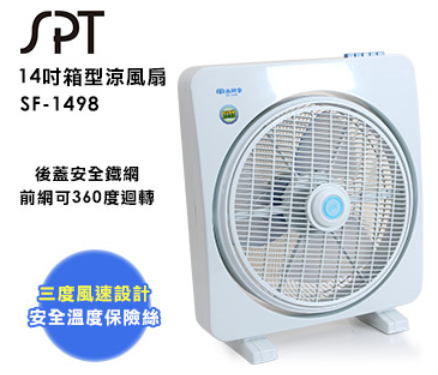 SPT
14吋箱型涼風扇
SF-1498
後蓋安全鐵網
前網可360度迴轉
三度風速設計
安全溫度保險絲